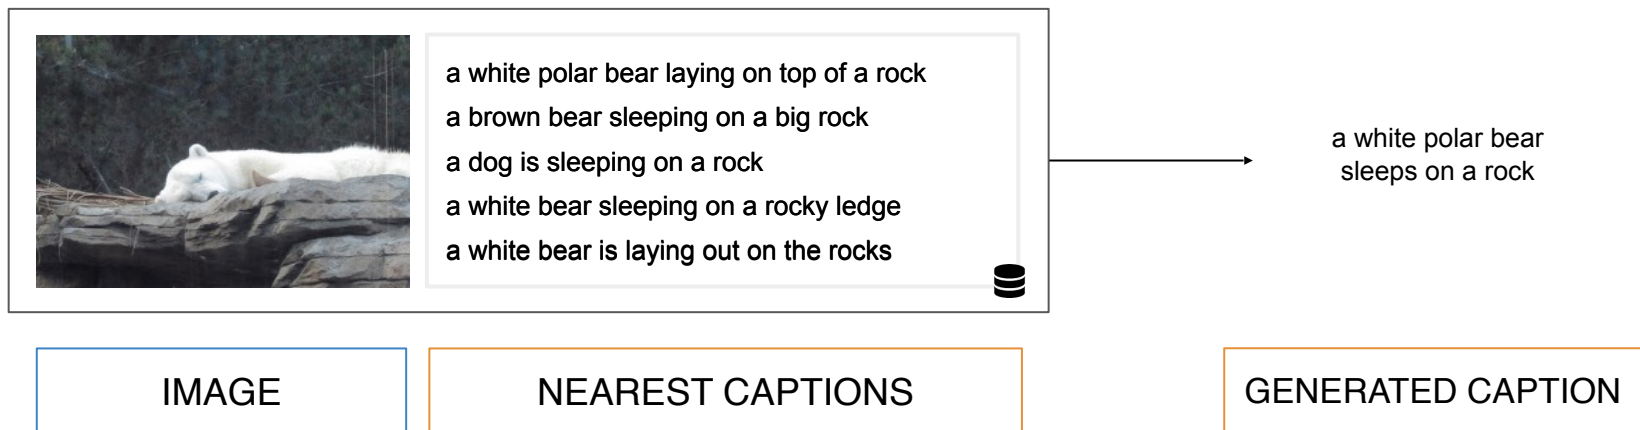 a white polar bear laying on top of a rock
a brown bear sleeping on a big rock
a dog is sleeping on a rock
a white bear sleeping on a rocky ledge
a white bear is laying out on the rocks
a white polar bear
sleeps on a rock
IMAGE
NEAREST CAPTIONS
GENERATED CAPTION